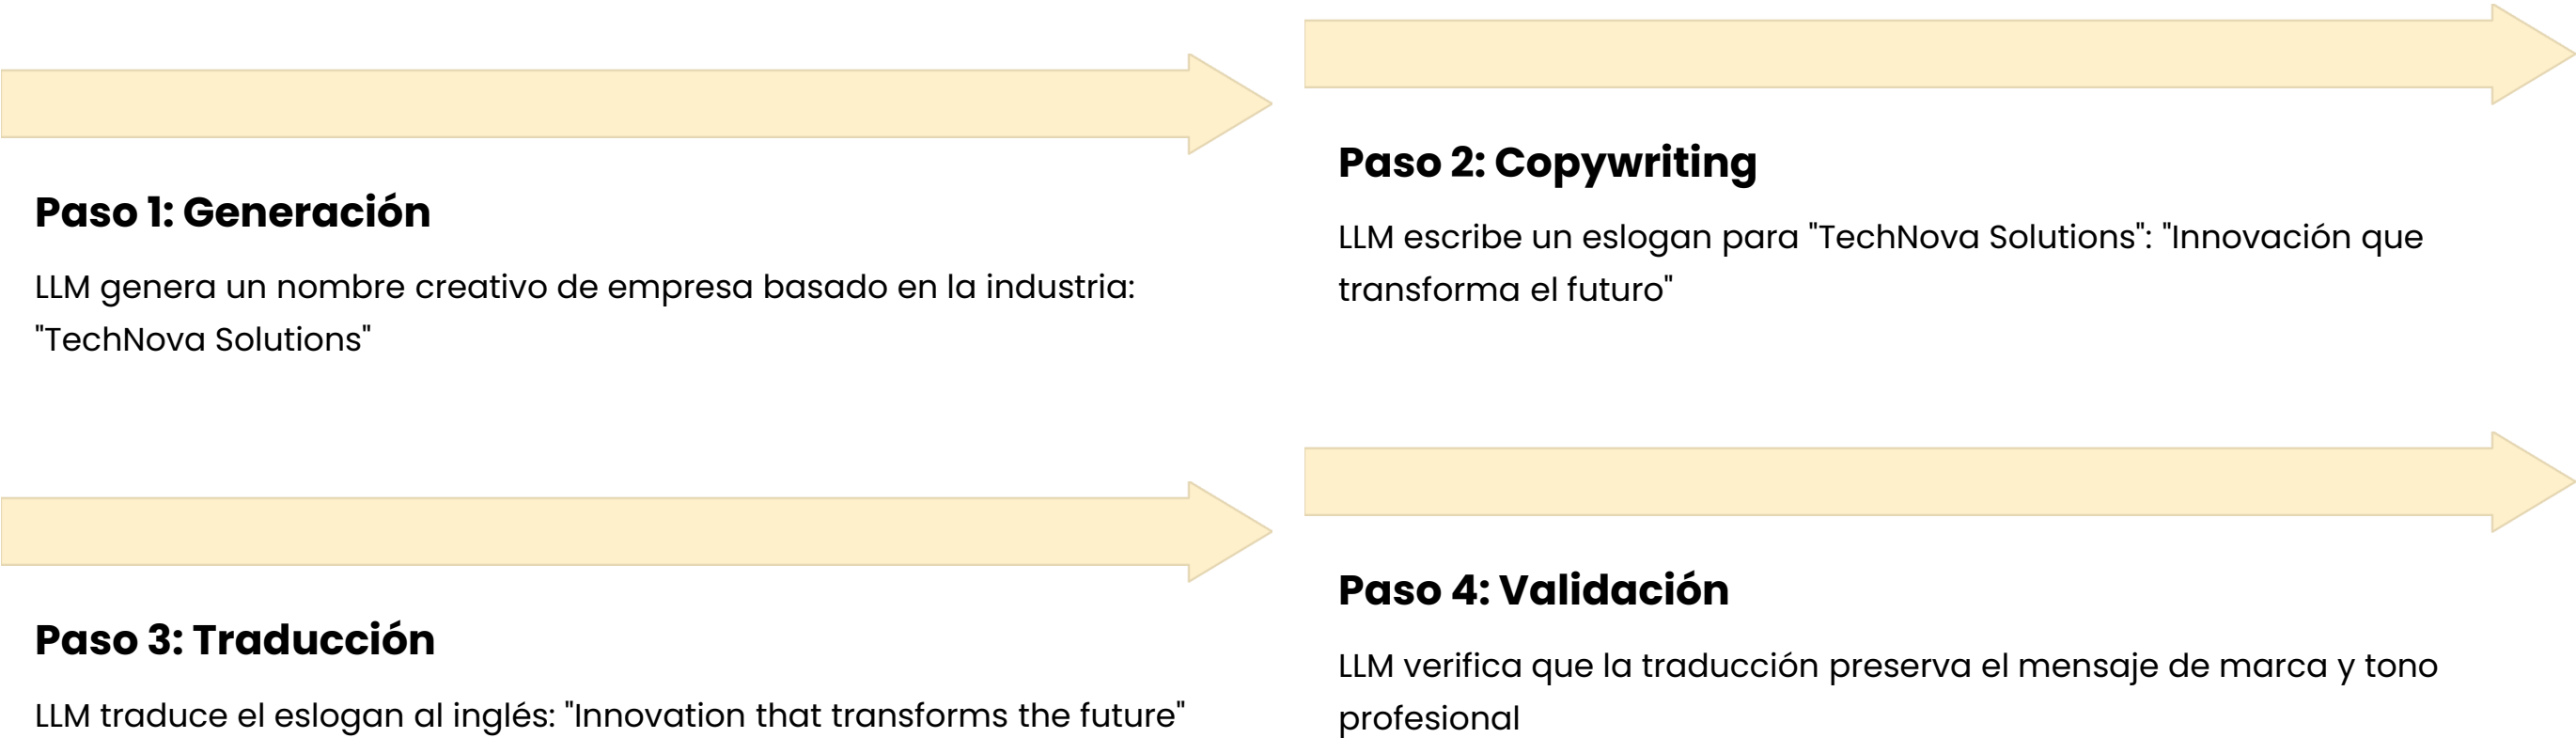 Paso 1: Generación
LLM genera un nombre creativo de empresa basado en la industria:
"TechNova Solutions"
Paso 2: Copywriting
LLM escribe un eslogan para "TechNova Solutions": "Innovación que
transforma el futuro"
Paso 3: Traducción
LLM traduce el eslogan al inglés: "Innovation that transforms the future"
Paso 4: Validación
LLM verifica que la traducción preserva el mensaje de marca y tono
profesional